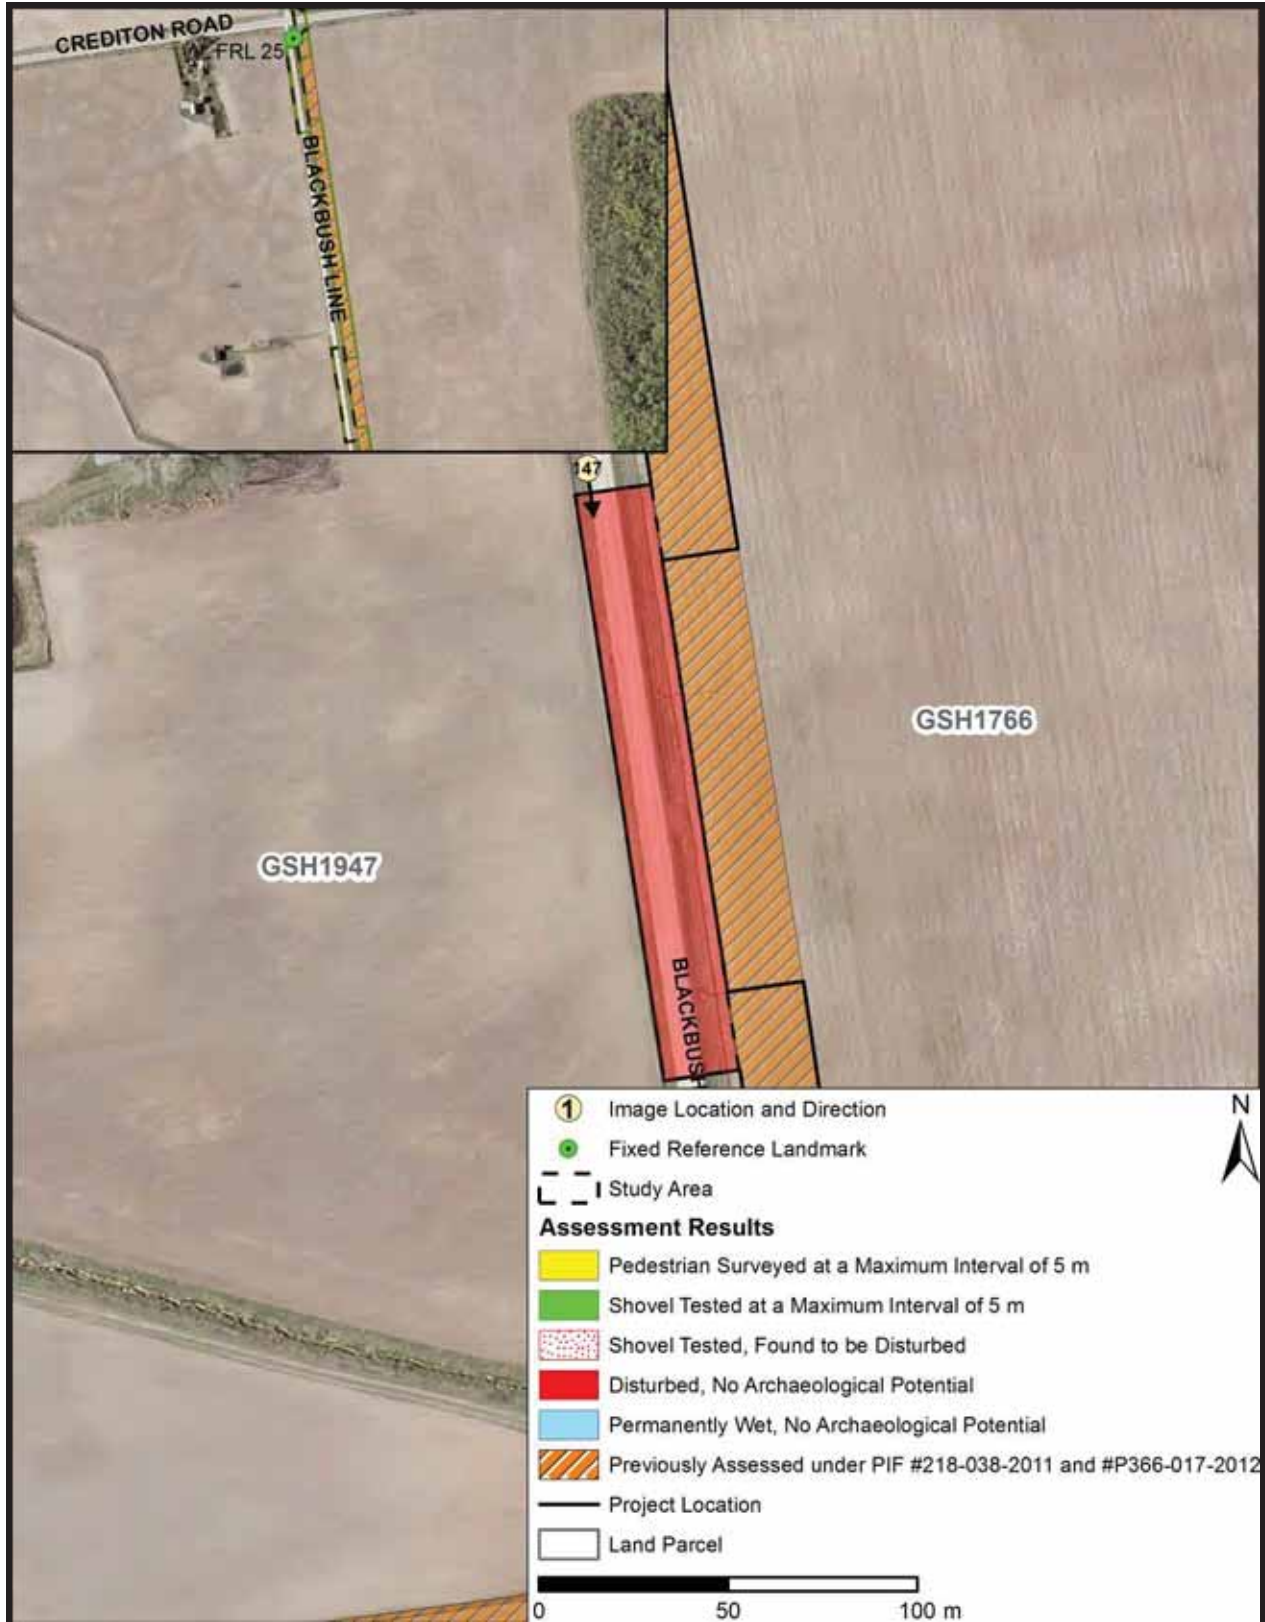 CREDITON ROAD
FRL 25
BLACKBUSH LINE
147
GSH1766
GSH1947
BLACKBUSH
1 Image Location and Direction
N
Fixed Reference Landmark
Study Area
Assessment Results
Pedestrian Surveyed at a Maximum Interval of 5 m
Shovel Tested at a Maximum Interval of 5 m
Shovel Tested, Found to be Disturbed
Disturbed, No Archaeological Potential
Permanently Wet, No Archaeological Potential
Previously Assessed under PIF #218-038-2011 and #P366-017-2012
Project Location
Land Parcel
0 50 100 m